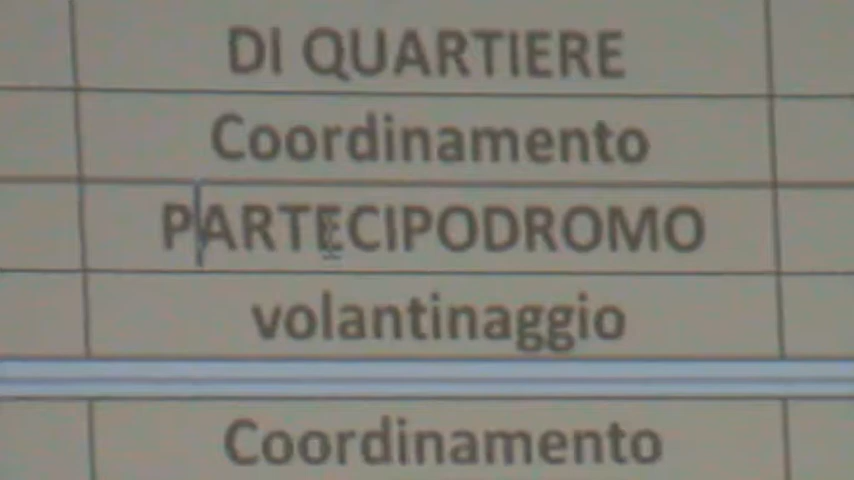 DI QUARTIERE
Coordinamento
PARTECIPODROMO
volantinaggio
Coordinamento